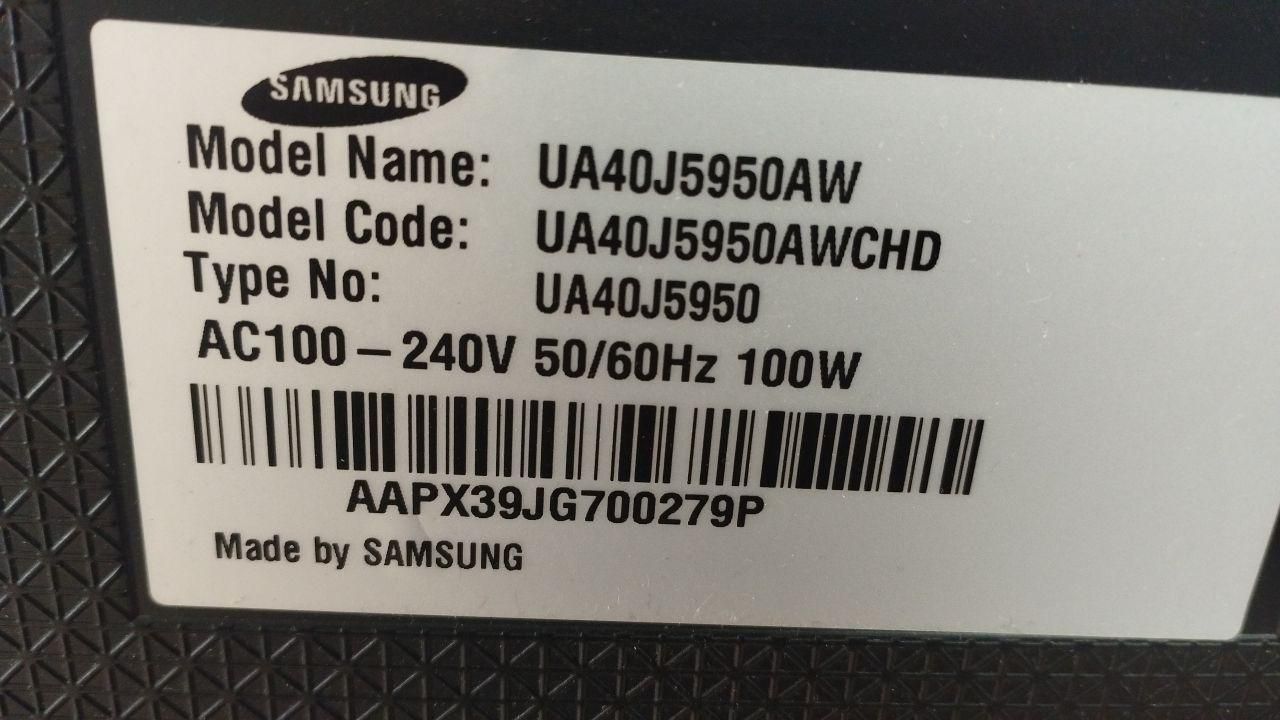 SAMSUNG
Model Name: UA40J5950AW
Model Code: UA40J5950AWCHD
Type No: UA40J5950
AC100 – 240V 50/60Hz 100W
AAPX39JG700279P
Made by SAMSUNG